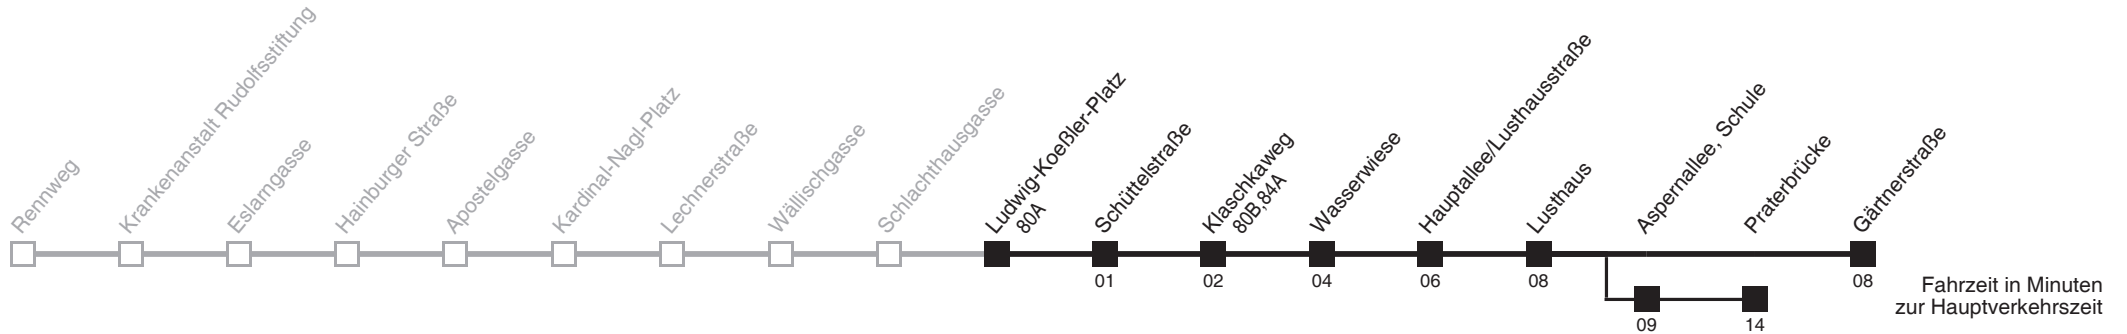 Rennweg
Krankenanstalt Rudolfsstiftung
Eslarngasse
Hainburger Straße
Apostelgasse
Kardinal-Nagl-Platz
Lechnerstraße
Wällischgasse
Schlachthausgasse
Ludwig-Koeßler-Platz
80A
Schüttelstraße
Klaschkaweg
80B,84A
Wasserwiese
Hauptallee/Lusthausstraße
Lusthaus
Aspernallee, Schule
Praterbrücke
Gärtnerstraße
01
02
04
06
08
08
09
14
Fahrzeit in Minuten
zur Hauptverkehrszeit